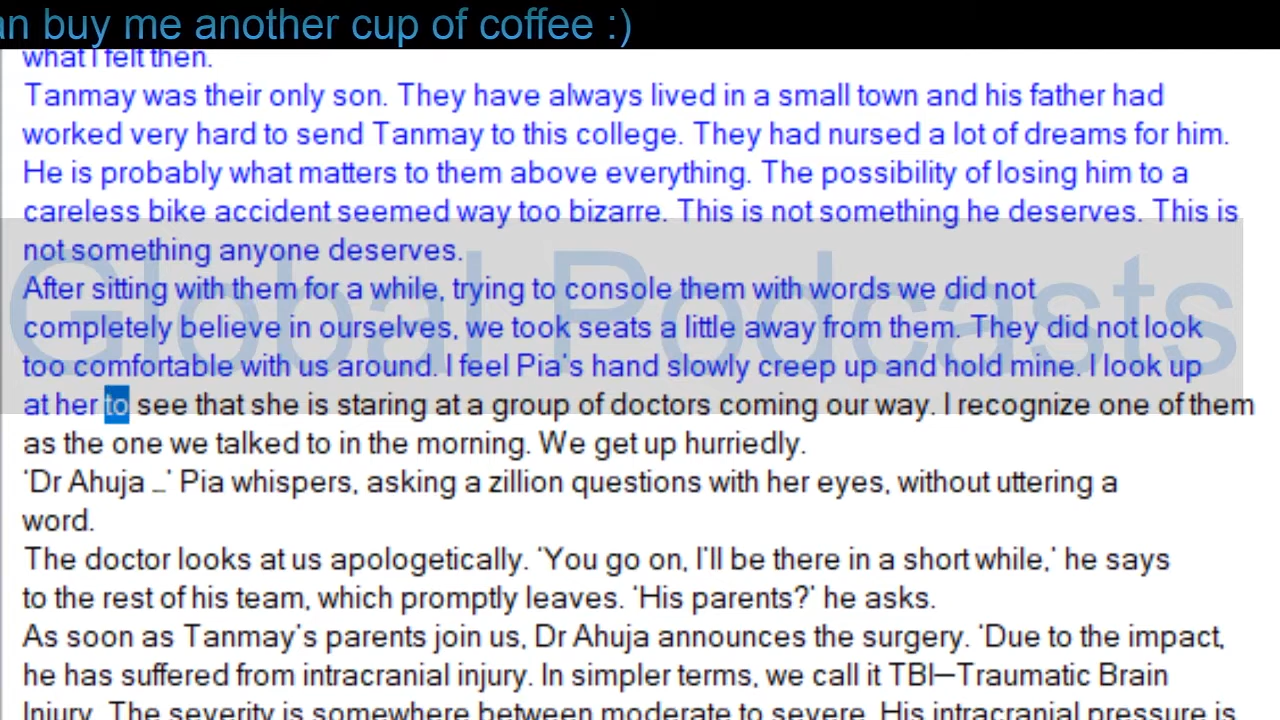 an buy me another cup of coffee :)
what I felt then.
Tanmay was their only son. They have always lived in a small town and his father had
worked very hard to send Tanmay to this college. They had nursed a lot of dreams for him.
He is probably what matters to them above everything. The possibility of losing him to a
careless bike accident seemed way too bizarre. This is not something he deserves. This is
not something anyone deserves.
After sitting with them for a while, trying to console them with words we did not
completely believe in ourselves, we took seats a little away from them. They did not look
too comfortable with us around. I feel Pia's hand slowly creep up and hold mine. I look up
at her to see that she is staring at a group of doctors coming our way. I recognize one of them
as the one we talked to in the morning. We get up hurriedly.
‘Dr Ahuja ...’ Pia whispers, asking a zillion questions with her eyes, without uttering a
word.
The doctor looks at us apologetically. ‘You go on, I’ll be there in a short while,’ he says
to the rest of his team, which promptly leaves. ‘His parents?’ he asks.
As soon as Tanmay’s parents join us, Dr Ahuja announces the surgery. ‘Due to the impact,
he has suffered from intracranial injury. In simpler terms, we call it TBI—Traumatic Brain
Injury. The severity is somewhere between moderate to severe. His intracranial pressure is
Global Podcasts